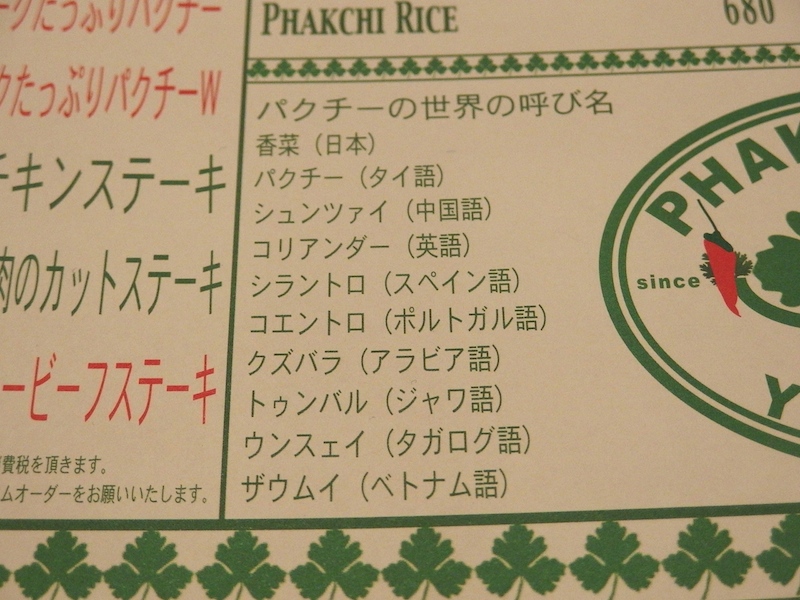 たっぷりパクチー
クたっぷりパクチーW
チキンステーキ
肉のカットステーキ
ービーフステーキ
費税を頂きます。
ムオーダーをお願いいたします。
PHAKCHI RICE 680
パクチーの世界の呼び名
香菜（日本）
パクチー（タイ語）
シュンツァイ（中国語）
コリアンダー（英語）
シラントロ（スペイン語）
コエントロ（ポルトガル語）
クズバラ（アラビア語）
トゥンバル（ジャワ語）
ウンスェイ（タガログ語）
ザウムイ（ベトナム語）
PHAK
since
Y